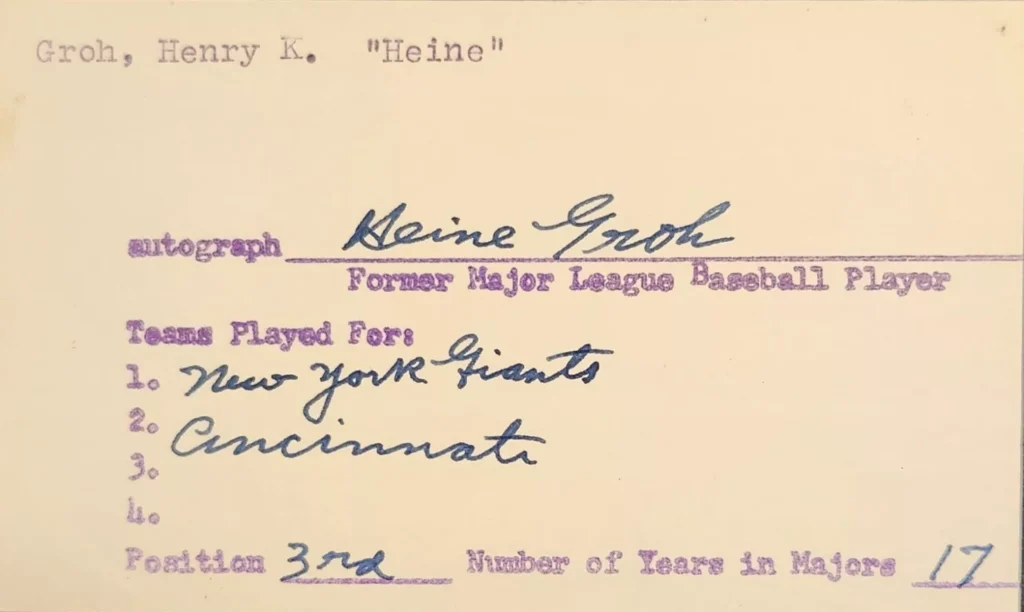 Groh, Henry K. "Heine"
autograph Heine Groh
Former Major League Baseball Player
Teams Played For:
1. New York Giants
2. Cincinnati
3.
4.
Position 3rd Number of Years in Majors 17